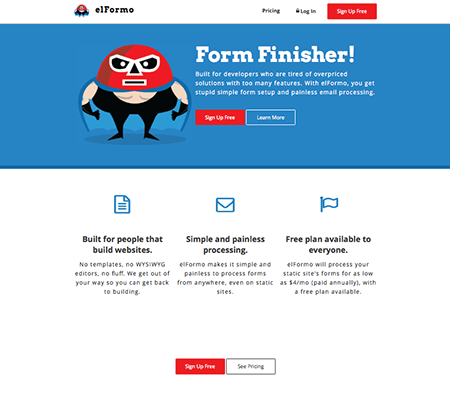 elFormo
Pricing
Log In
Sign Up Free
Form Finisher!
Built for developers who are tired of overpriced
solutions with too many features. With elFormo, you get
stupid simple form setup and painless email processing.
Sign Up Free
Learn More
Built for people that
build websites.
No templates, no WYSIWYG
editors, no fluff. We get out of
your way so you can get back
to building.
Simple and painless
processing.
elFormo makes it simple and
painless to process forms
from anywhere, even on static
sites.
Free plan available to
everyone.
elFormo will process your
static site's forms for as low
as $4/mo (paid annually), with
a free plan available.
Sign Up Free
See Pricing